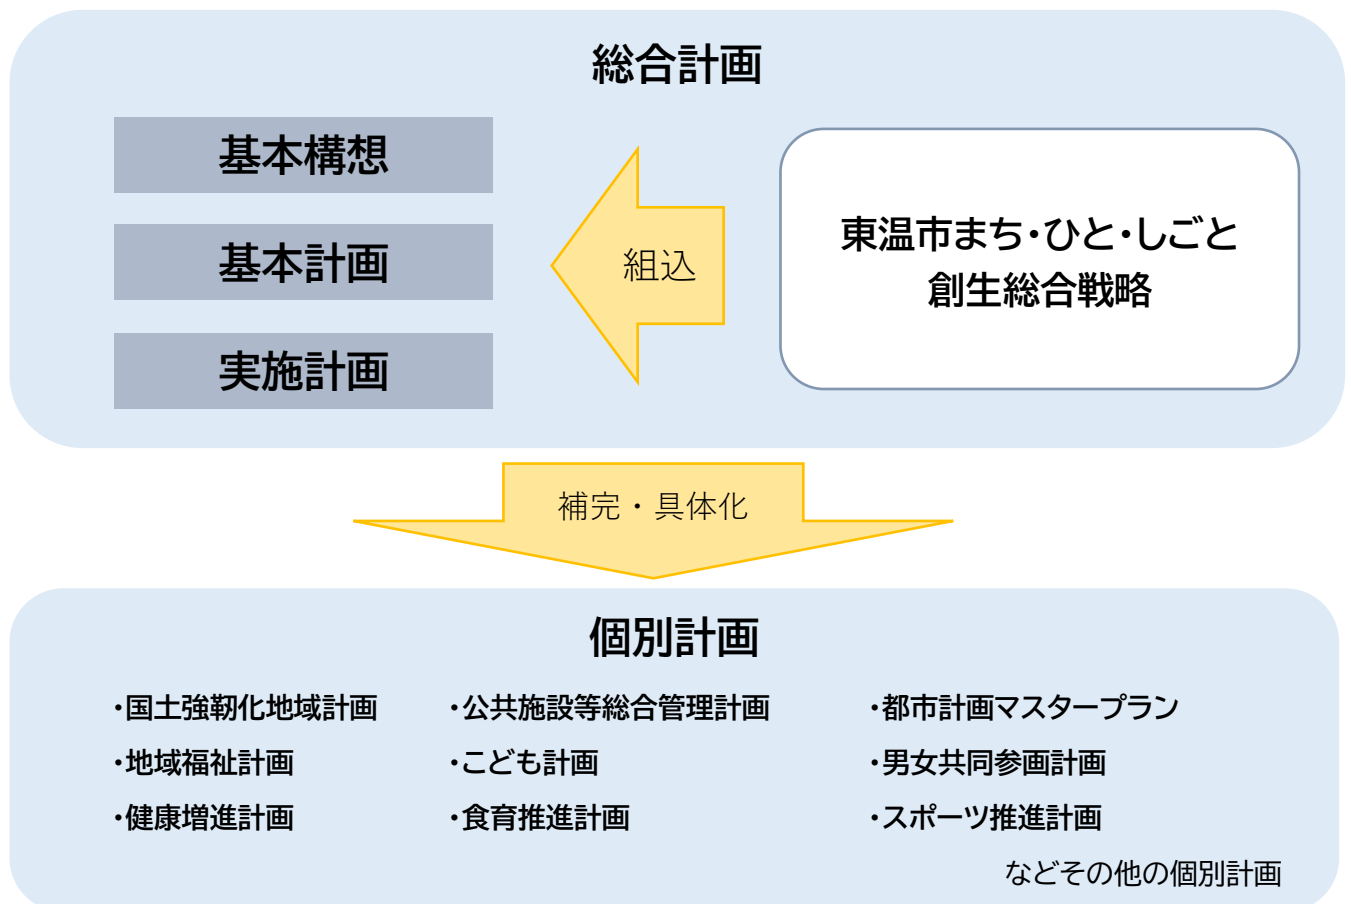 総合計画
基本構想
基本計画
実施計画
組込
東温市まち・ひと・しごと
創生総合戦略
補完・具体化
個別計画
・国土強靭化地域計画
・地域福祉計画
・健康増進計画
・公共施設等総合管理計画
・こども計画
・食育推進計画
・都市計画マスタープラン
・男女共同参画計画
・スポーツ推進計画
などその他の個別計画